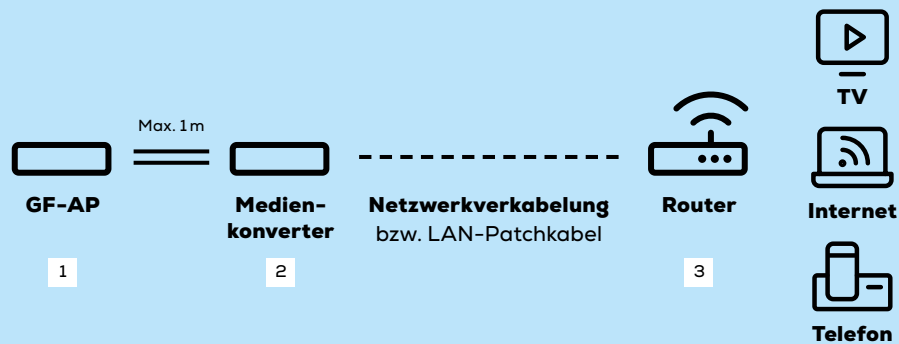 Max. 1 m
GF-AP
Medien-
konverter
Netzwerkverkabelung
bzw. LAN-Patchkabel
Router
1
2
3
TV
Internet
Telefon